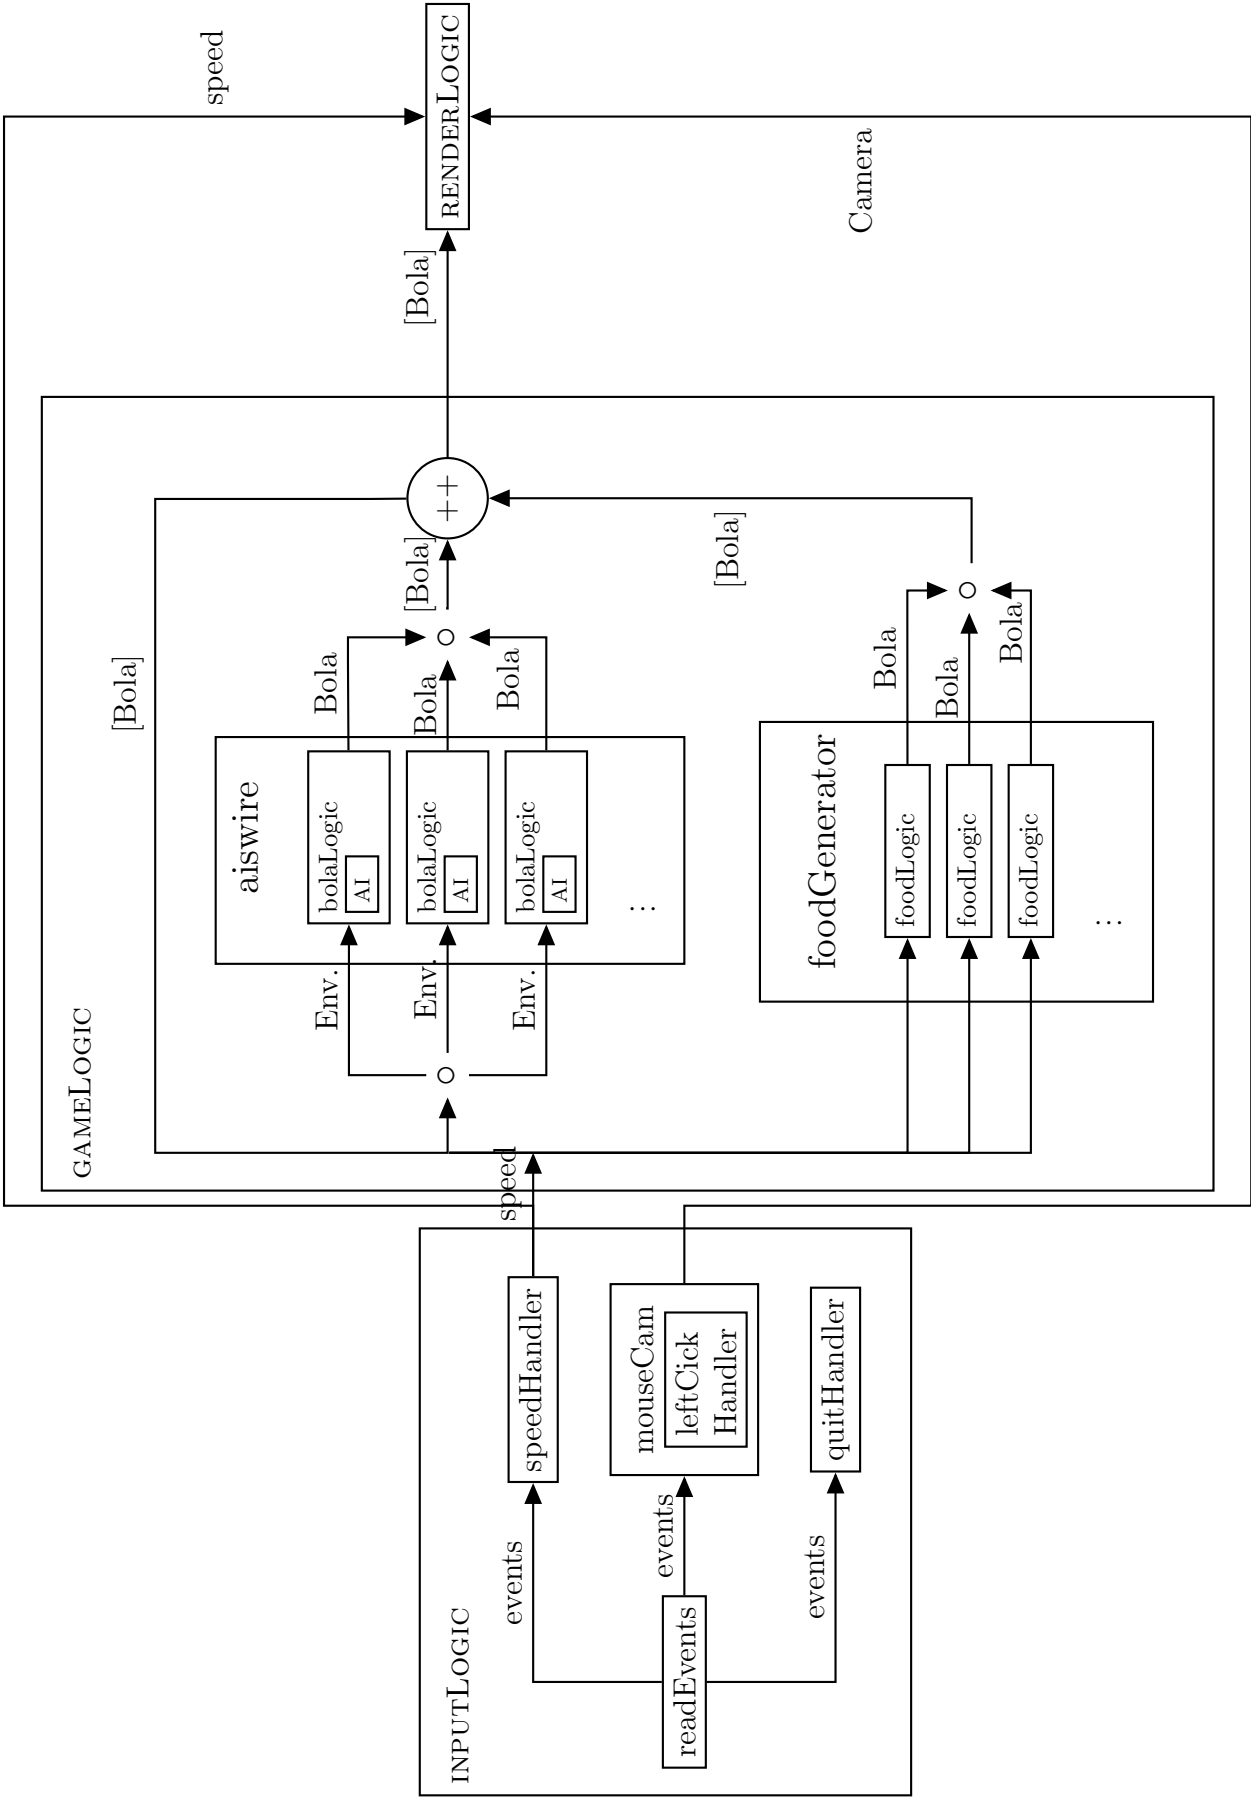 INPUTLOGIC
readEvents
events
events
events
speedHandler
mouseCam
leftCick
Handler
quitHandler
speed
GAMELOGIC
[Bola]
Env.
Env.
Env.
aiswire
bolaLogic
AI
bolaLogic
AI
bolaLogic
AI
...
Bola
Bola
Bola
[Bola]
++
foodGenerator
foodLogic
foodLogic
foodLogic
...
Bola
Bola
Bola
[Bola]
[Bola]
speed
RENDERLOGIC
Camera